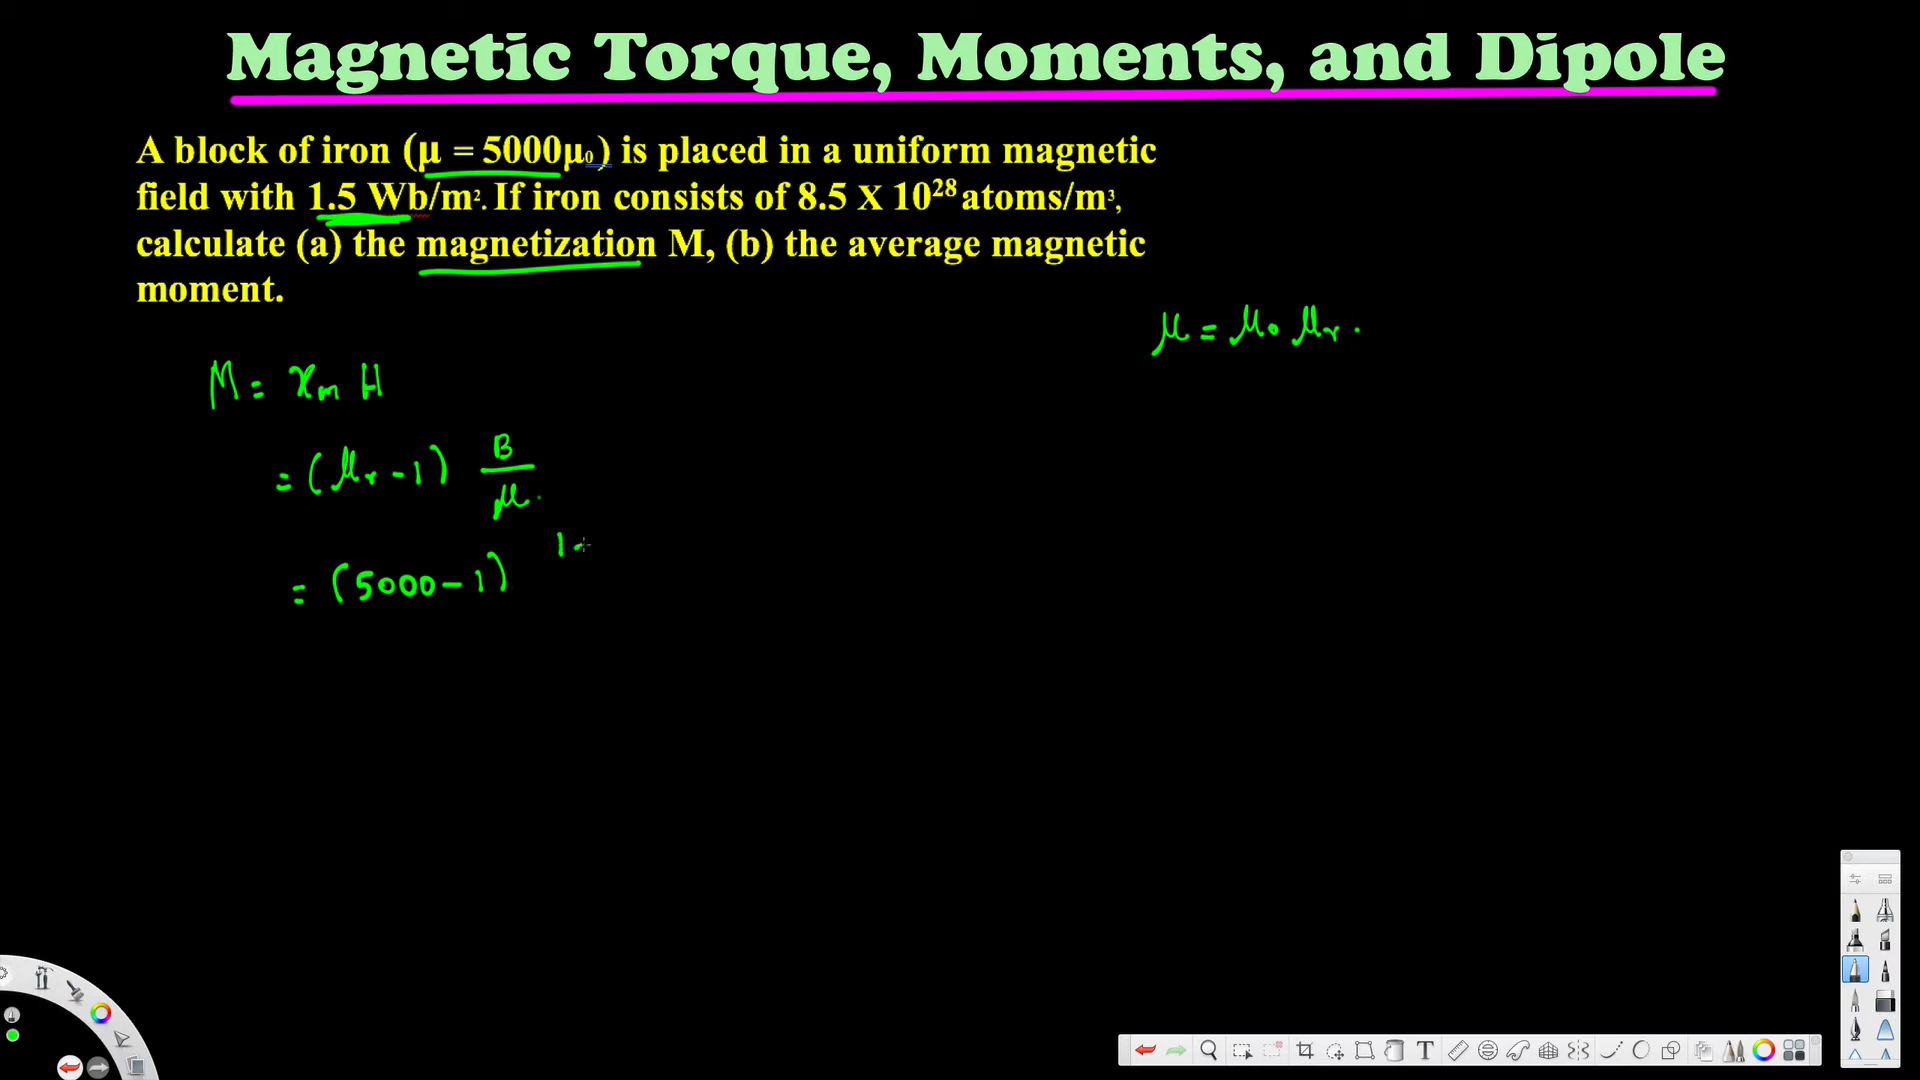 Magnetic Torque, Moments, and Dipole
A block of iron (μ = 5000μ₀) is placed in a uniform magnetic
field with 1.5 Wb/m². If iron consists of 8.5 X 10²⁸ atoms/m³,
calculate (a) the magnetization M, (b) the average magnetic
moment.
μ = μ₀ μᵣ .
M = χₘ H
= (μᵣ - 1) B/μ .
= (5000 - 1) 1.